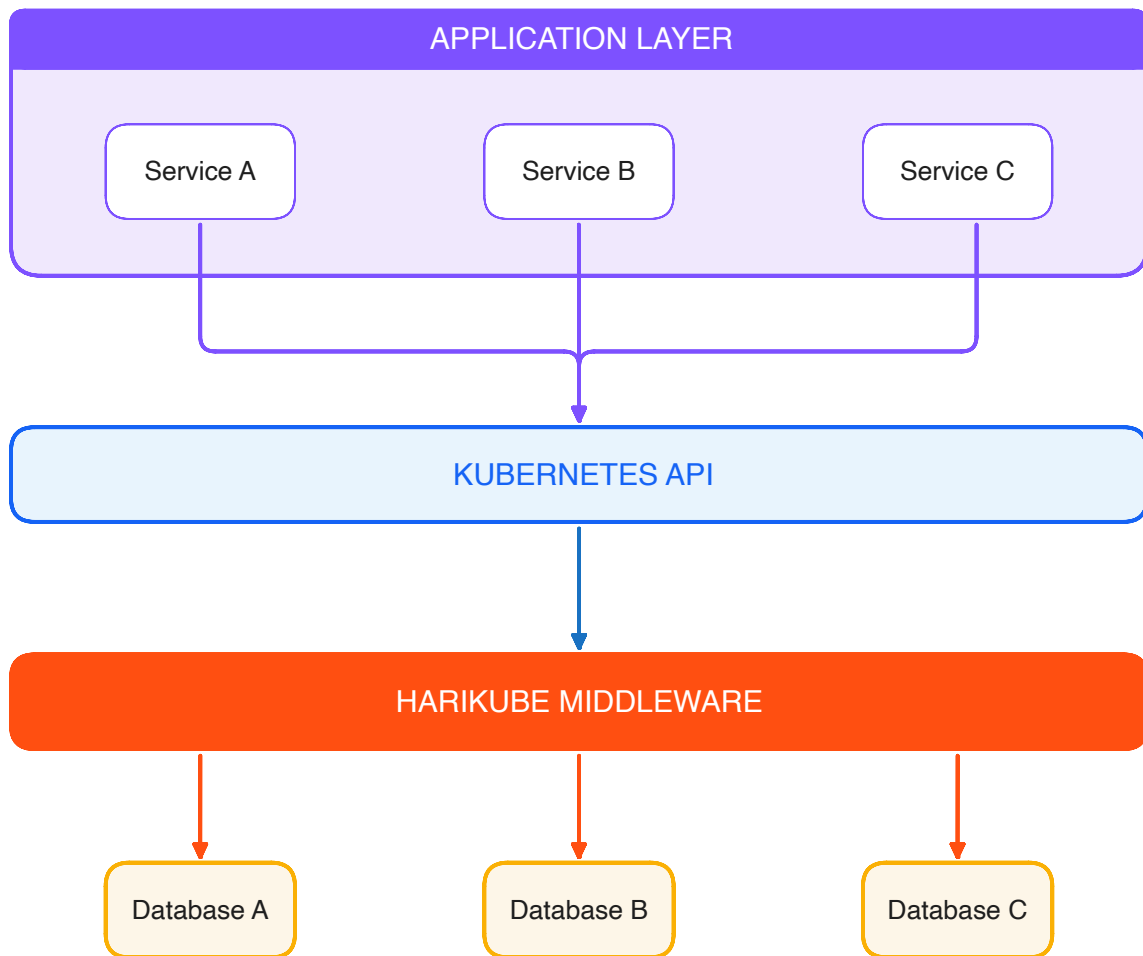 APPLICATION LAYER
Service A
Service B
Service C
KUBERNETES API
HARIKUBE MIDDLEWARE
Database A
Database B
Database C